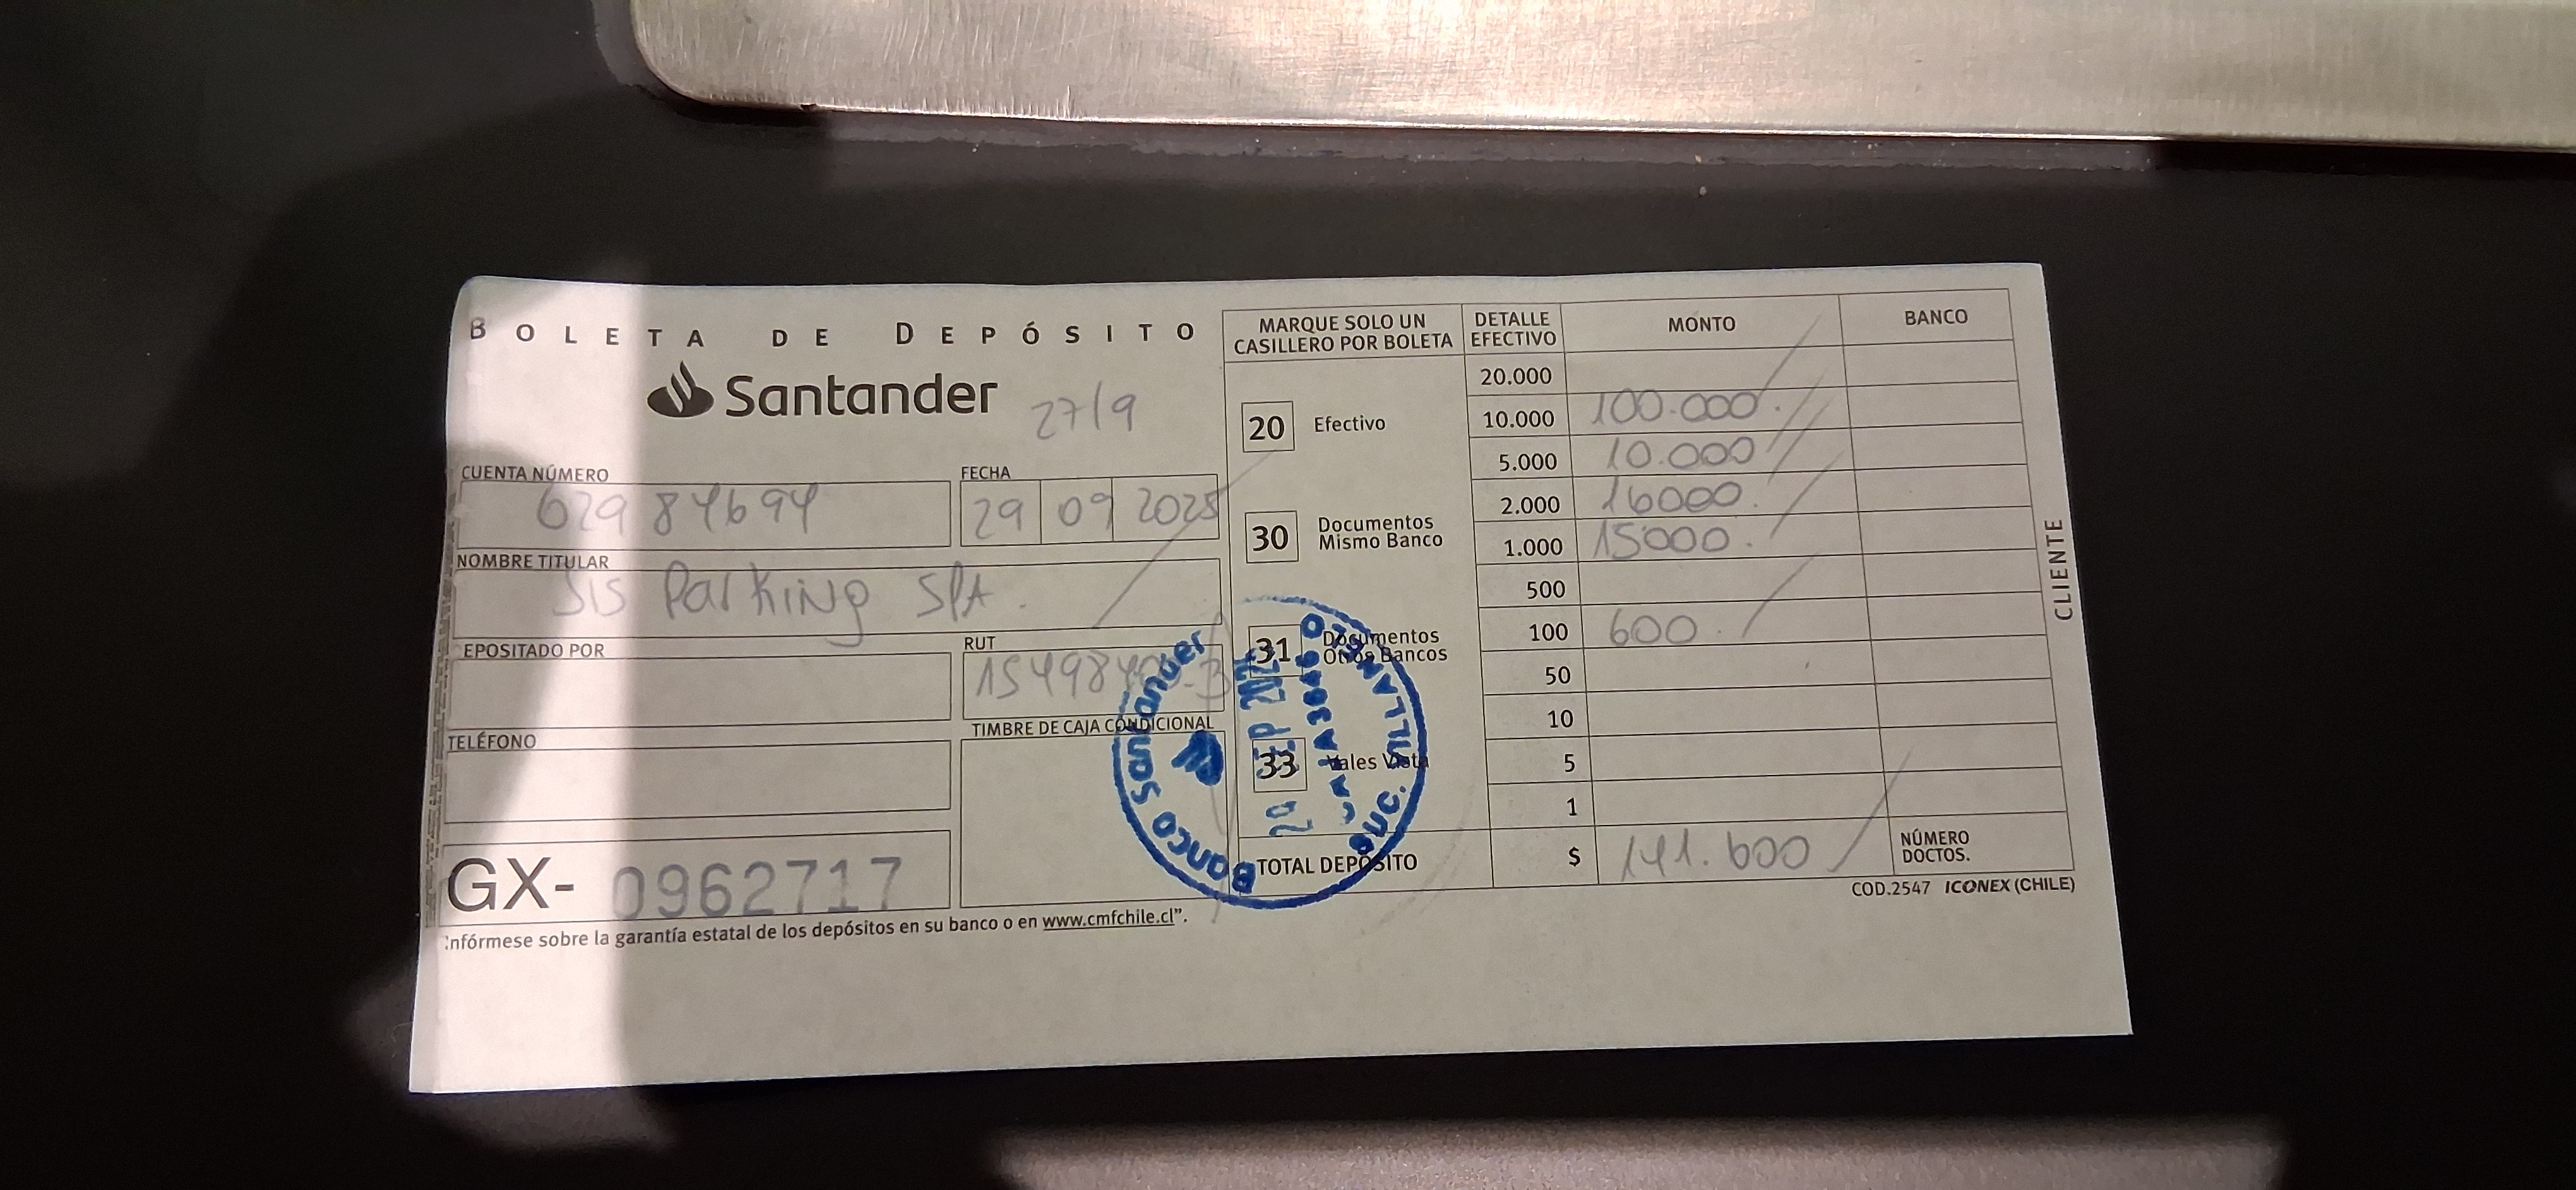 BOLETA DE DEPÓSITO
Santander
27/9
CUENTA NÚMERO
62984694
FECHA
29 09 2025
NOMBRE TITULAR
SIS Parking SPA.
EPOSITADO POR
RUT
TELÉFONO
TIMBRE DE CAJA CONDICIONAL
GX- 0962717
nfórmese sobre la garantía estatal de los depósitos en su banco o en www.cmfchile.cl”.
MARQUE SOLO UN
CASILLERO POR BOLETA
20 Efectivo
30 Documentos
Mismo Banco
31 Documentos
Otros Bancos
33 Vales Vista
Banco Santander
DETALLE
EFECTIVO
MONTO
BANCO
20.000
10.000 100.000.
5.000 10.000
2.000 16000.
1.000 15000.
500
100 600.
50
10
5
1
TOTAL DEPÓSITO $ 141.600
NÚMERO
DOCTOS.
CLIENTE
COD.2547 ICONEX (CHILE)